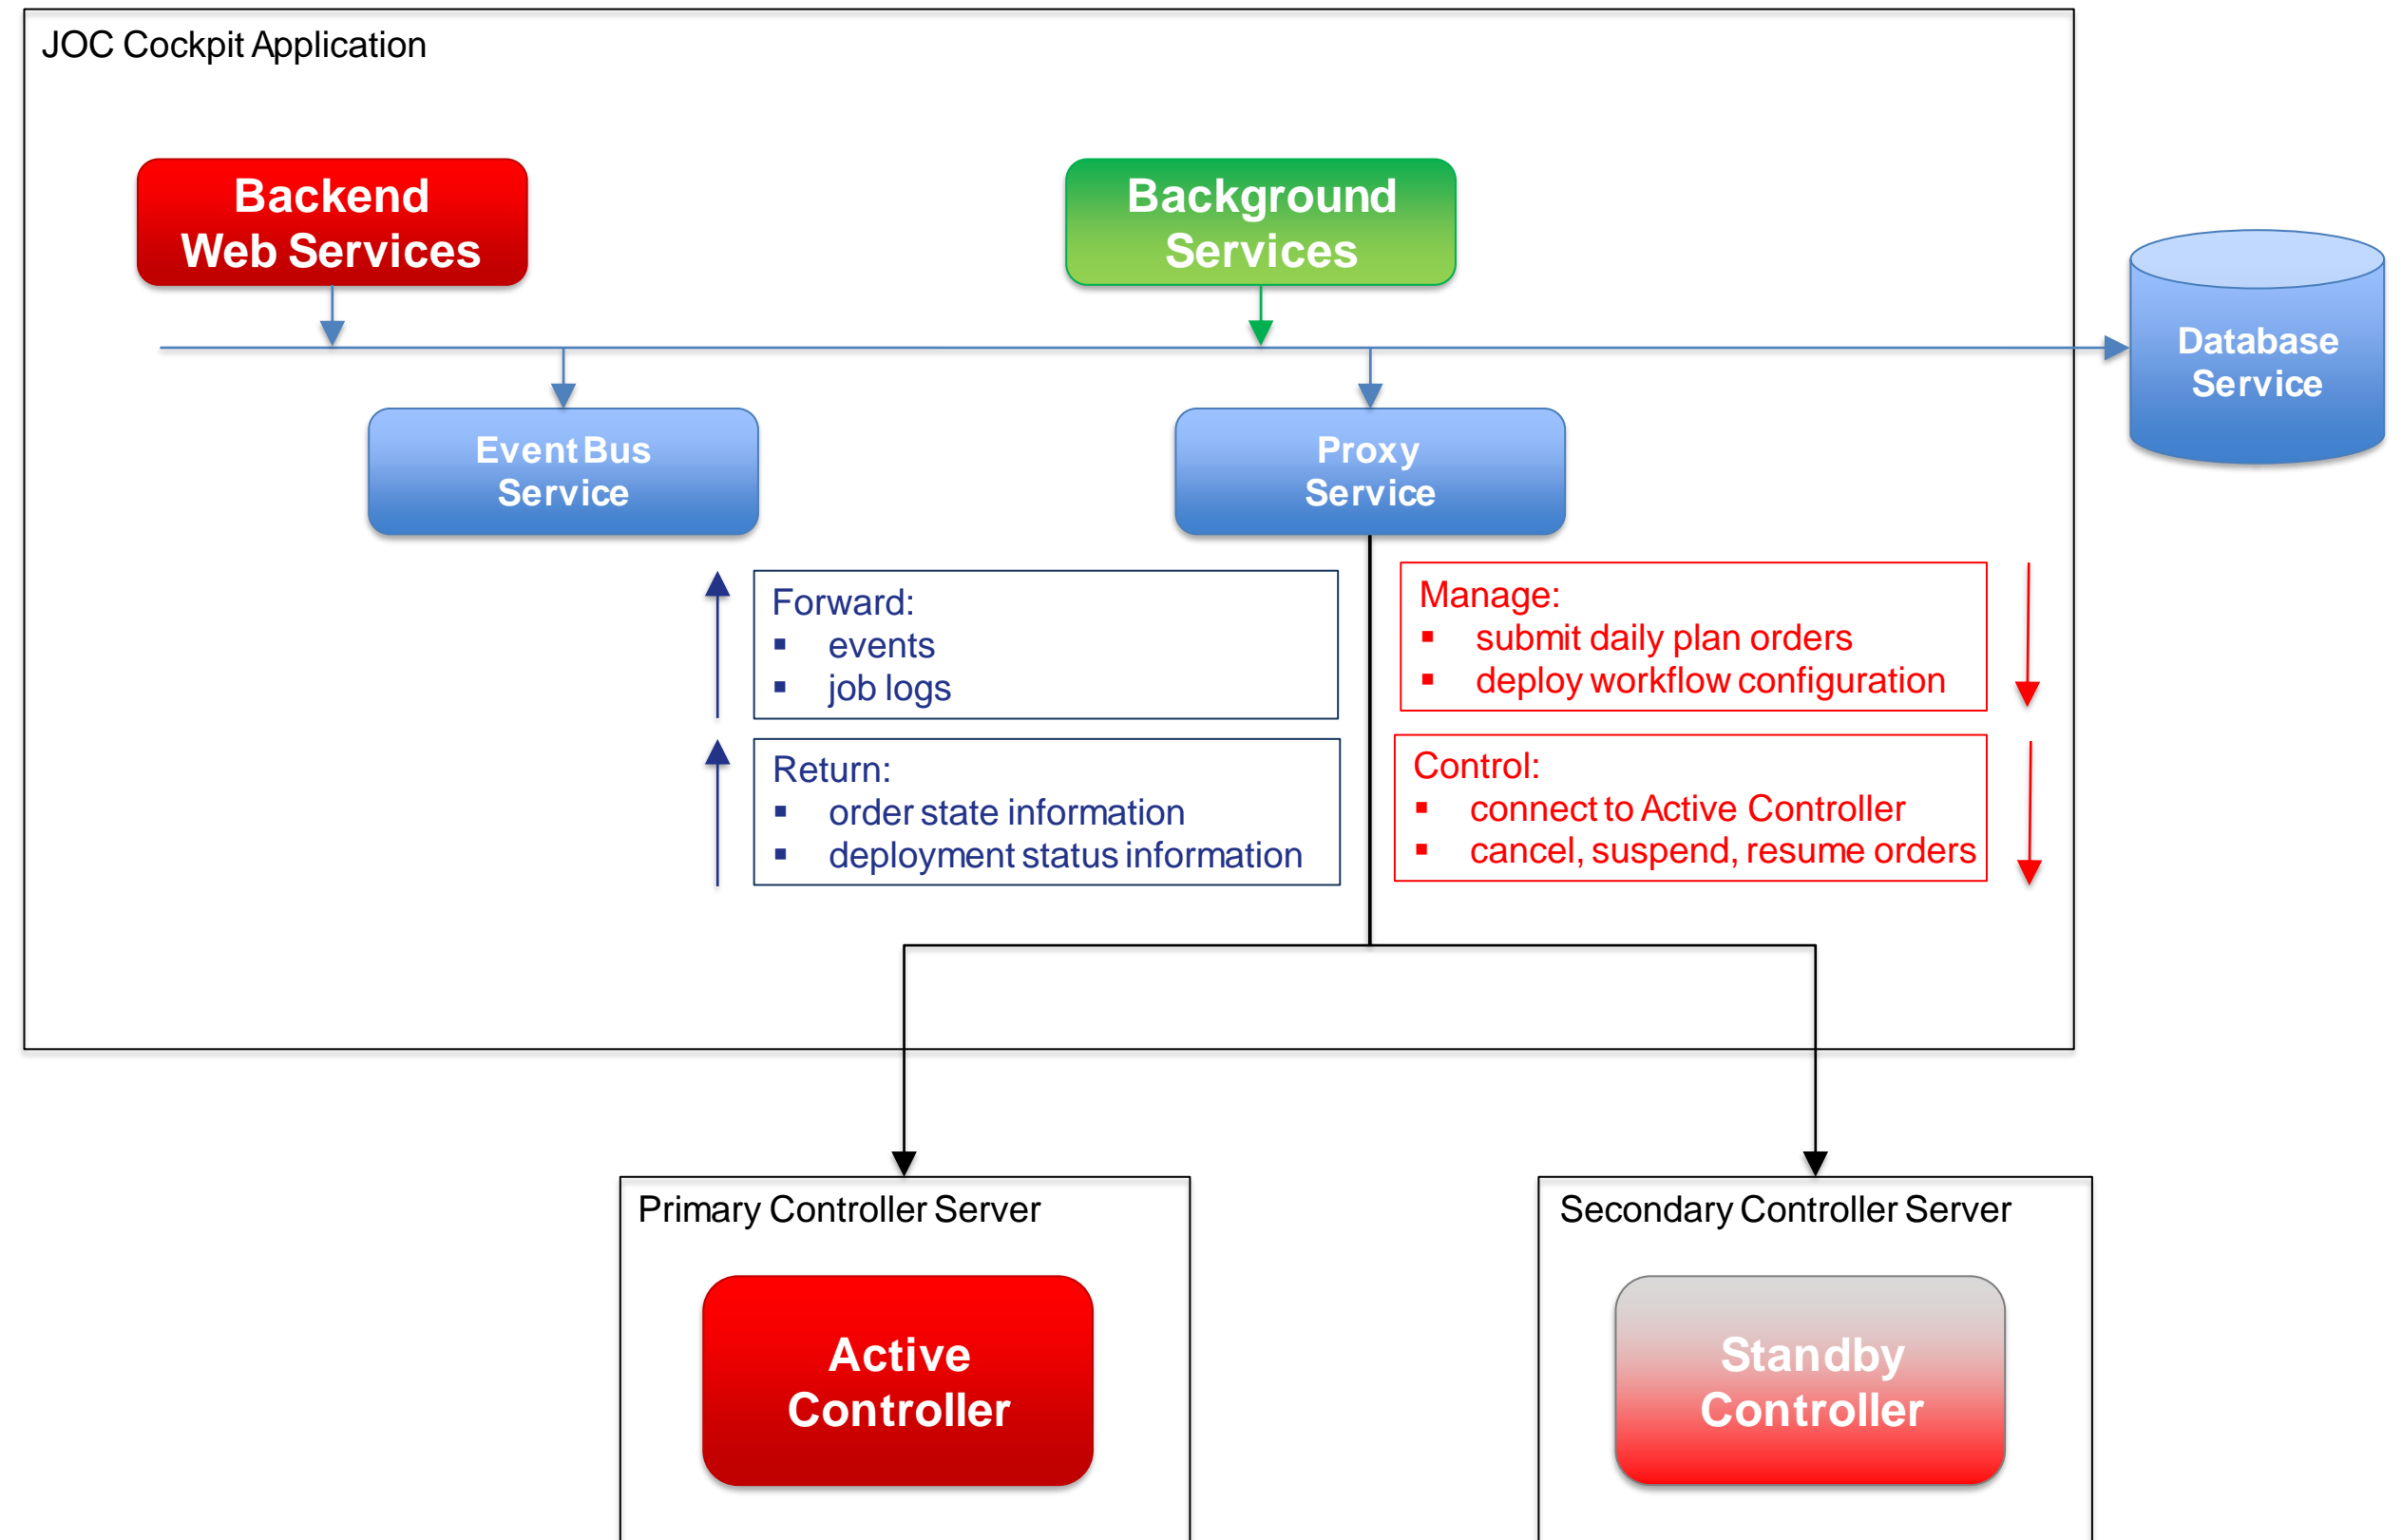 JOC Cockpit Application
Backend
Web Services
Background
Services
Database
Service
Event Bus
Service
Proxy
Service
Forward:
▪ events
▪ job logs
Manage:
▪ submit daily plan orders
▪ deploy workflow configuration
Return:
▪ order state information
▪ deployment status information
Control:
▪ connect to Active Controller
▪ cancel, suspend, resume orders
Primary Controller Server
Secondary Controller Server
Active
Controller
Standby
Controller